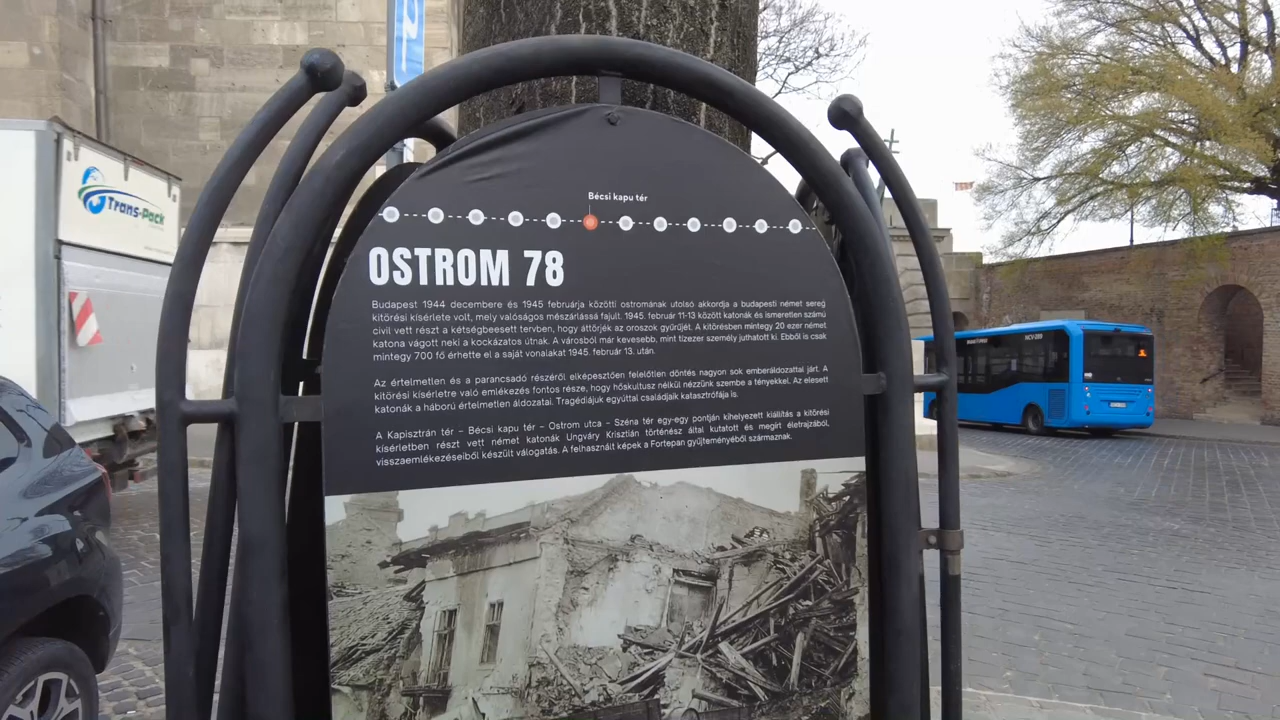 Bécsi kapu tér
OSTROM 78
Budapest 1944 decembere és 1945 februárja közötti ostromának utolsó akkordja a budapesti német sereg
kitörési kísérlete volt, mely valóságos mészárlássá fajult. 1945. február 11-13 között katonák és ismeretlen számú
civil vett részt a kétségbeesett tervben, hogy áttörjék az oroszok gyűrűjét. A kitörésben mintegy 20 ezer német
katona vágott neki a kockázatos útnak. A városból már kevesebb, mint tízezer személy juthatott ki. Ebből is csak
mintegy 700 fő érhette el a saját vonalakat 1945. február 13. után.
Az értelmetlen és a parancsadó részéről elképesztően felelőtlen döntés nagyon sok emberáldozattal járt. A
kitörési kísérletre való emlékezés fontos része, hogy hőskultusz nélkül nézzünk szembe a tényekkel. Az elesett
katonák a háború értelmetlen áldozatai. Tragédiájuk egyúttal családjaik katasztrófája is.
A Kapisztrán tér – Bécsi kapu tér – Ostrom utca – Széna tér egy-egy pontján kihelyezett kiállítás a kitörési
kísérletben részt vett német katonák Ungváry Krisztián történész által kutatott és megírt életrajzából,
visszaemlékezéseiből készült válogatás. A felhasznált képek a Fortepan gyűjteményéből származnak.
Trans-Pack